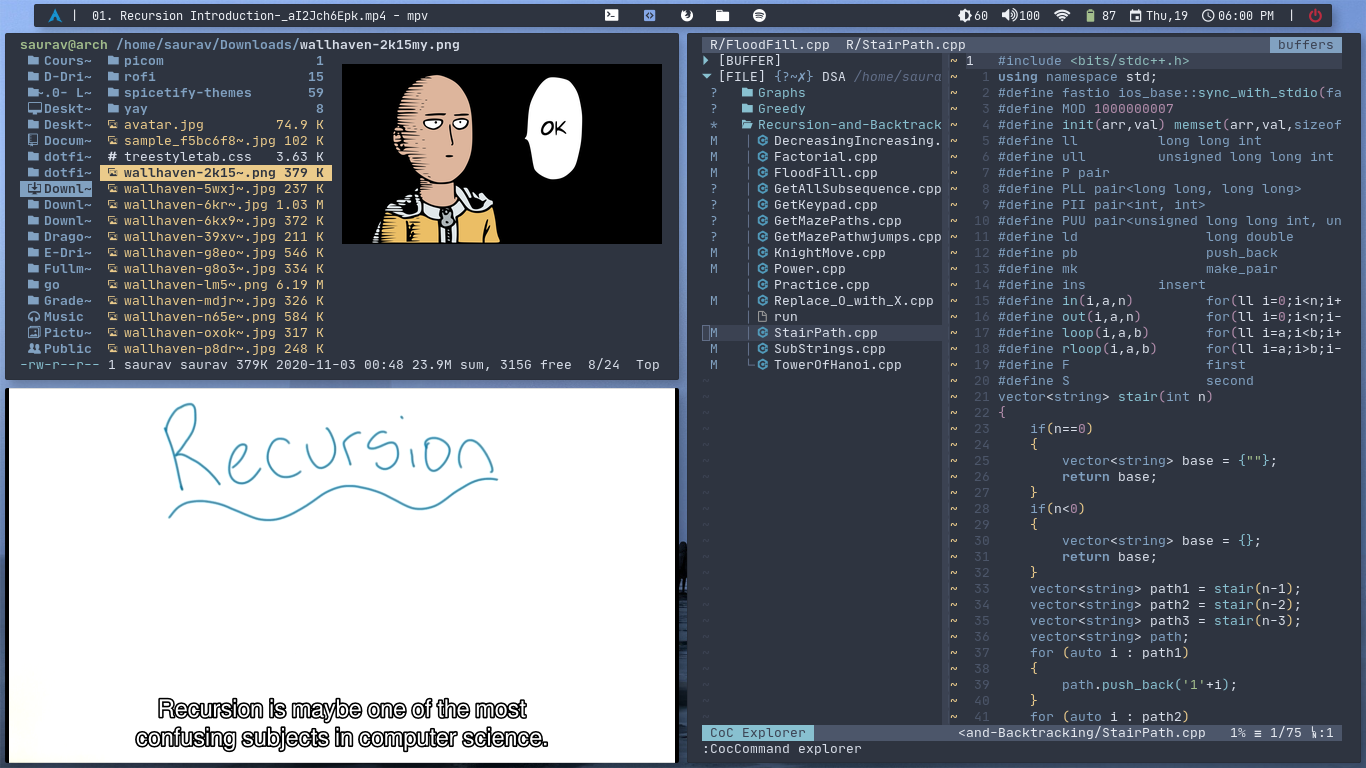 01. Recursion Introduction-_aI2Jch6Epk.mp4 - mpv
60 100 87 Thu,19 06:00 PM
saurav@arch /home/saurav/Downloads/wallhaven-2k15my.png
Cours~ picom 1
D-Dri~ rofi 15
~.0- L~ spicetify-themes 59
Deskt~ yay 8
Deskt~ avatar.jpg 74.9 K
Docum~ sample_f5bc6f8~.jpg 102 K
dotfi~ # treestyletab.css 3.63 K
dotfi~ wallhaven-2k15~.png 379 K
Downl~ wallhaven-5wxj~.jpg 237 K
Downl~ wallhaven-6kr~.jpg 1.03 M
Downl~ wallhaven-6kx9~.jpg 372 K
Drago~ wallhaven-39xv~.jpg 211 K
E-Dri~ wallhaven-g8eo~.jpg 546 K
Fullm~ wallhaven-g8o3~.jpg 334 K
go wallhaven-lm5~.png 6.19 M
Grade~ wallhaven-mdjr~.jpg 326 K
Music wallhaven-n65e~.png 584 K
Pictu~ wallhaven-oxok~.jpg 317 K
Public wallhaven-p8dr~.jpg 248 K
-rw-r--r-- 1 saurav saurav 379K 2020-11-03 00:48 23.9M sum, 315G free 8/24 Top
OK
Recursion
Recursion is maybe one of the most
confusing subjects in computer science.
R/FloodFill.cpp R/StairPath.cpp buffers
[BUFFER]
[FILE] {?~✗} DSA /home/saura
? Graphs
? Greedy
* Recursion-and-Backtrack
M DecreasingIncreasing.
M Factorial.cpp
M FloodFill.cpp
? GetAllSubsequence.cpp
? GetKeypad.cpp
? GetMazePaths.cpp
? GetMazePathwjumps.cpp
M KnightMove.cpp
M Power.cpp
Practice.cpp
M Replace_O_with_X.cpp
run
M StairPath.cpp
M SubStrings.cpp
M TowerOfHanoi.cpp
~ 1 #include <bits/stdc++.h>
~ 1 using namespace std;
~ 2 #define fastio ios_base::sync_with_stdio(fa
~ 3 #define MOD 1000000007
~ 4 #define init(arr,val) memset(arr,val,sizeof
~ 5 #define ll long long int
~ 6 #define ull unsigned long long int
~ 7 #define P pair
~ 8 #define PLL pair<long long, long long>
~ 9 #define PII pair<int, int>
~ 10 #define PUU pair<unsigned long long int, un
~ 11 #define ld long double
~ 12 #define pb push_back
~ 13 #define mk make_pair
~ 14 #define ins insert
~ 15 #define in(i,a,n) for(ll i=0;i<n;i+
~ 16 #define out(i,a,n) for(ll i=0;i<n;i-
~ 17 #define loop(i,a,b) for(ll i=a;i<b;i+
~ 18 #define rloop(i,a,b) for(ll i=a;i>b;i-
~ 19 #define F first
~ 20 #define S second
~ 21 vector<string> stair(int n)
~ 22 {
~ 23 if(n==0)
~ 24 {
~ 25 vector<string> base = {""};
~ 26 return base;
~ 27 }
~ 28 if(n<0)
~ 29 {
~ 30 vector<string> base = {};
~ 31 return base;
~ 32 }
~ 33 vector<string> path1 = stair(n-1);
~ 34 vector<string> path2 = stair(n-2);
~ 35 vector<string> path3 = stair(n-3);
~ 36 vector<string> path;
~ 37 for (auto i : path1)
~ 38 {
~ 39 path.push_back('1'+i);
~ 40 }
~ 41 for (auto i : path2)
CoC Explorer <and-Backtracking/StairPath.cpp 1% ≡ 1/75 :1
:CocCommand explorer